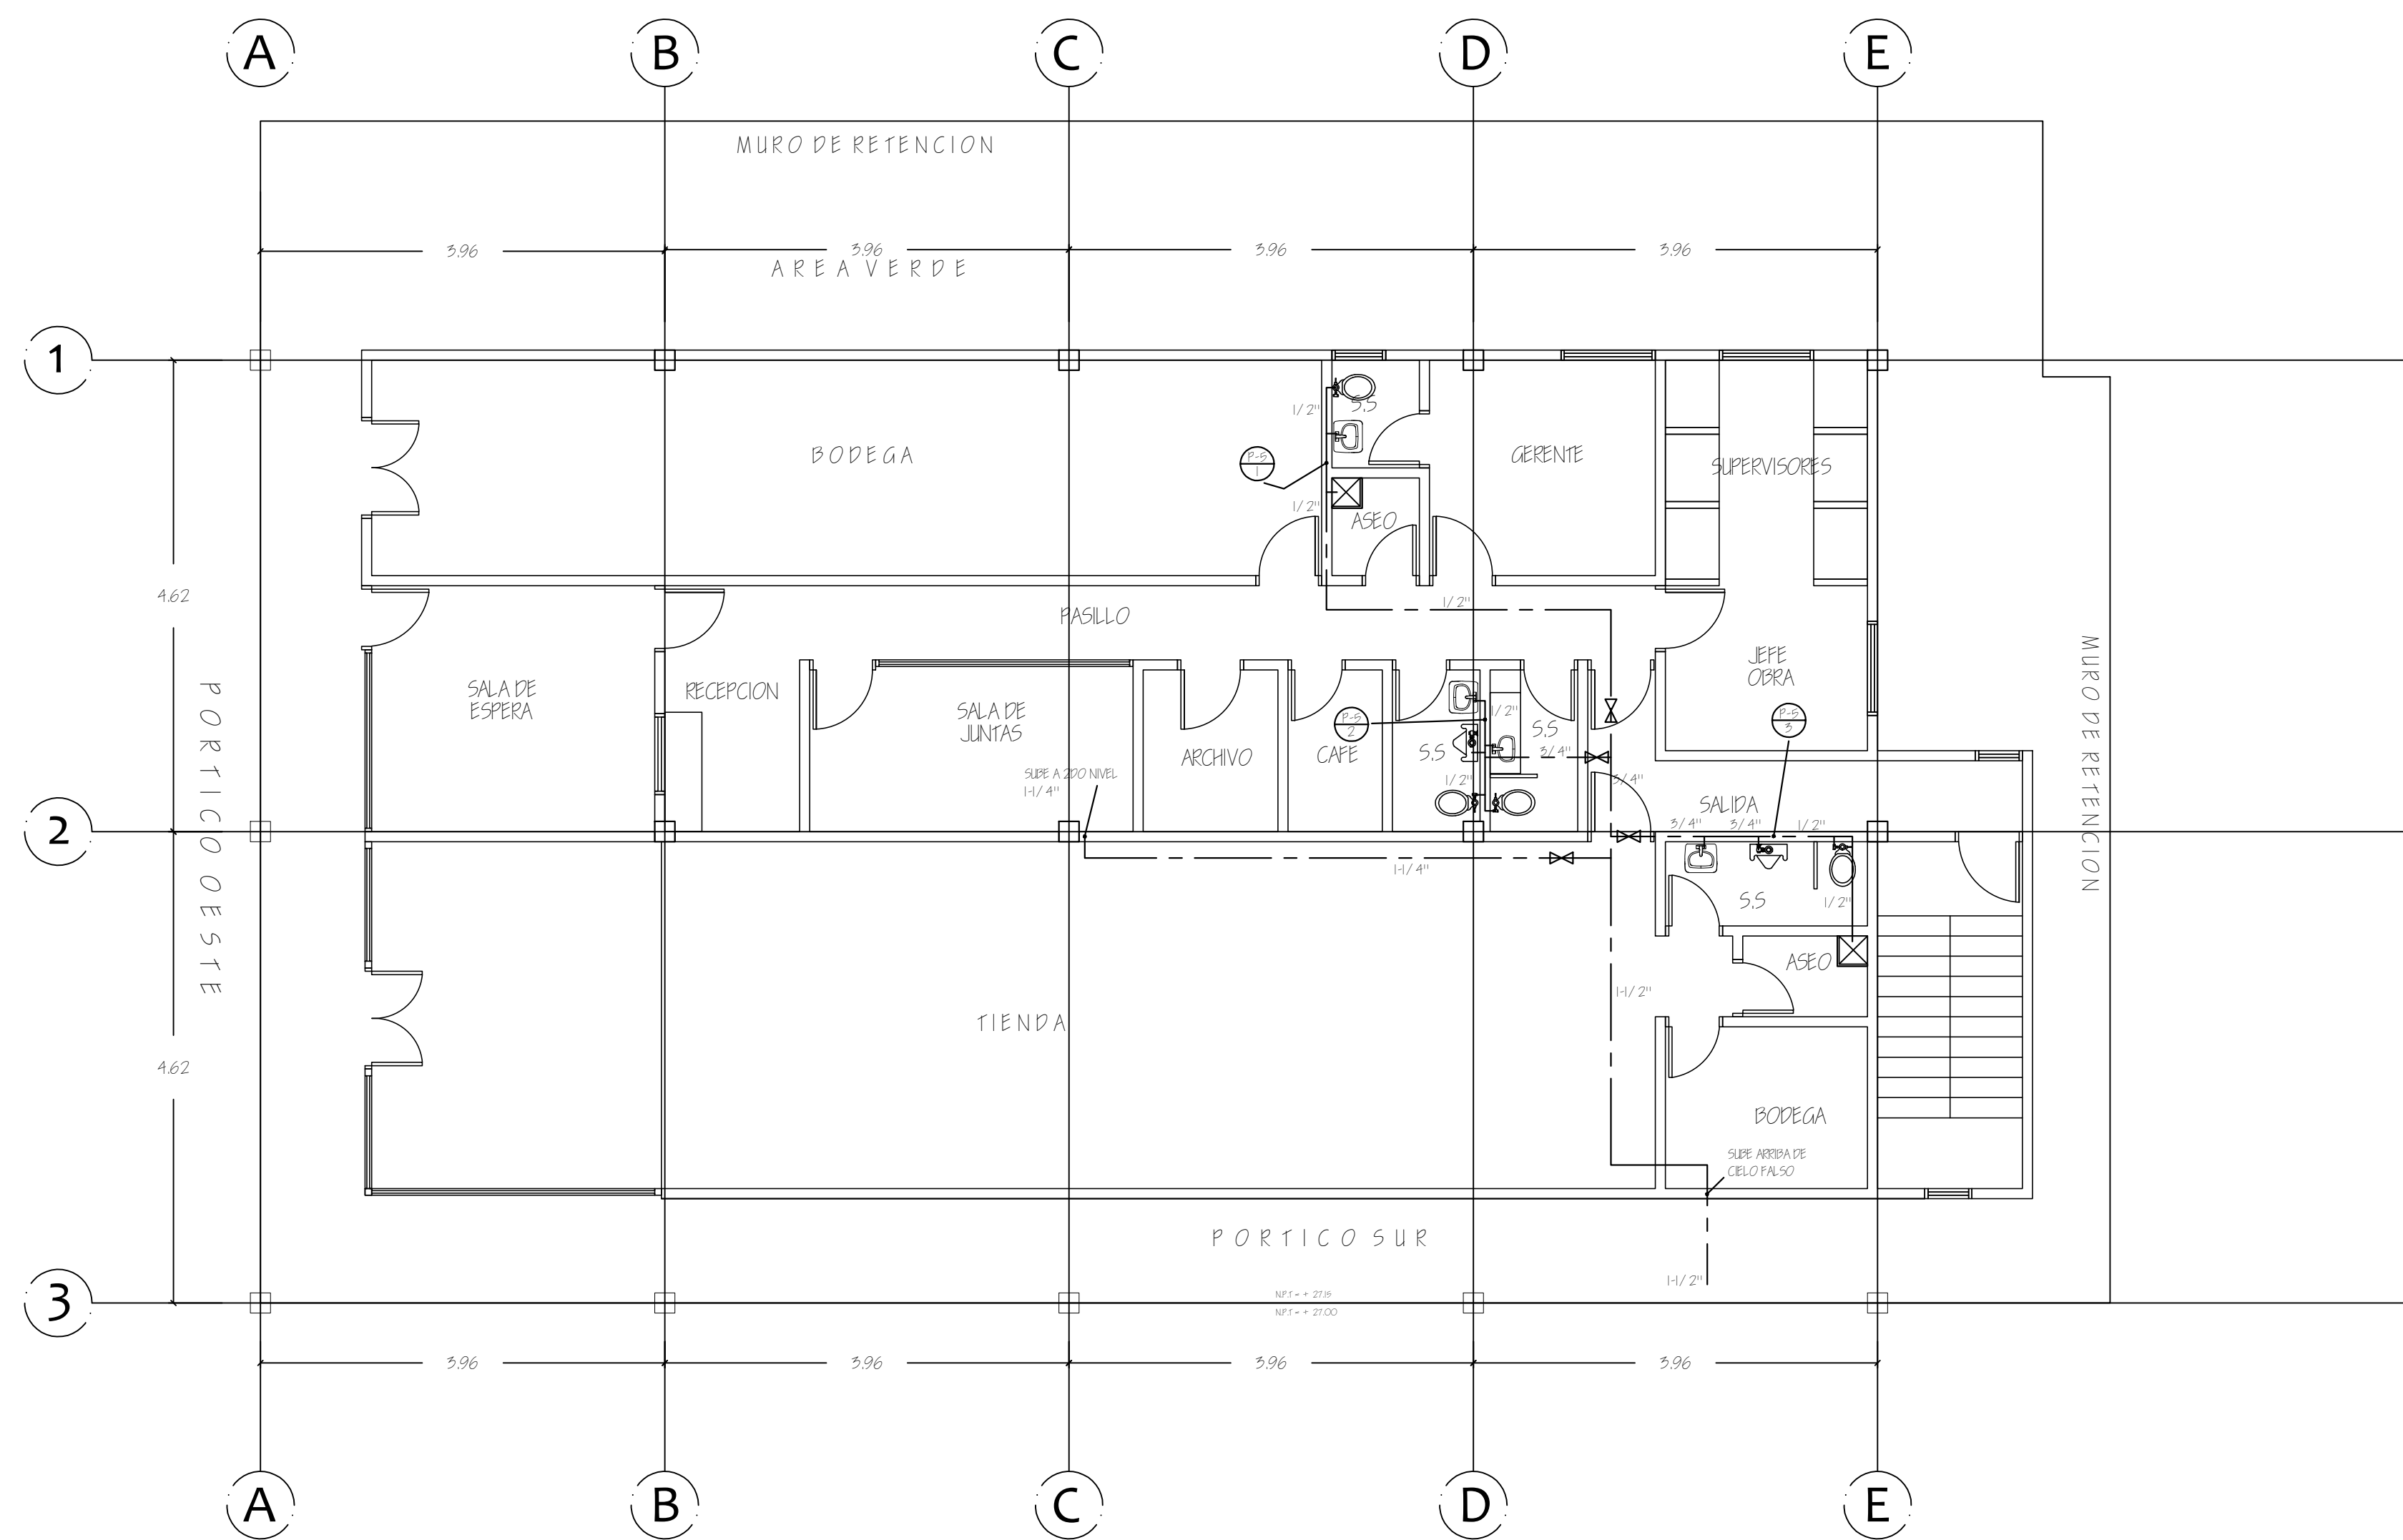 A B C D E
MURO DE RETENCION
3.96 3.96 3.96 3.96
AREA VERDE
1
1/2"
S.S
BODEGA
P-5
1
GERENTE
SUPERVISORES
1/2"
ASEO
4.62
1/2"
PASILLO
PORTICO OESTE
SALA DE
ESPERA
RECEPCION
SALA DE
JUNTAS
ARCHIVO
CAFE
P-5
2
1/2"
S.S
S.S
3/4"
1/2"
3/4"
JEFE
OBRA
P-5
3
MURO DE RETENCION
SUBE A 2DO NIVEL
1-1/4"
SALIDA
2
3/4" 3/4" 1/2"
1-1/4"
S.S
1/2"
ASEO
1-1/2"
TIENDA
4.62
BODEGA
SUBE ARRIBA DE
CIELO FALSO
PORTICO SUR
1-1/2"
N.P.T = + 27.15
3
N.P.T = + 27.00
3.96 3.96 3.96 3.96
A B C D E